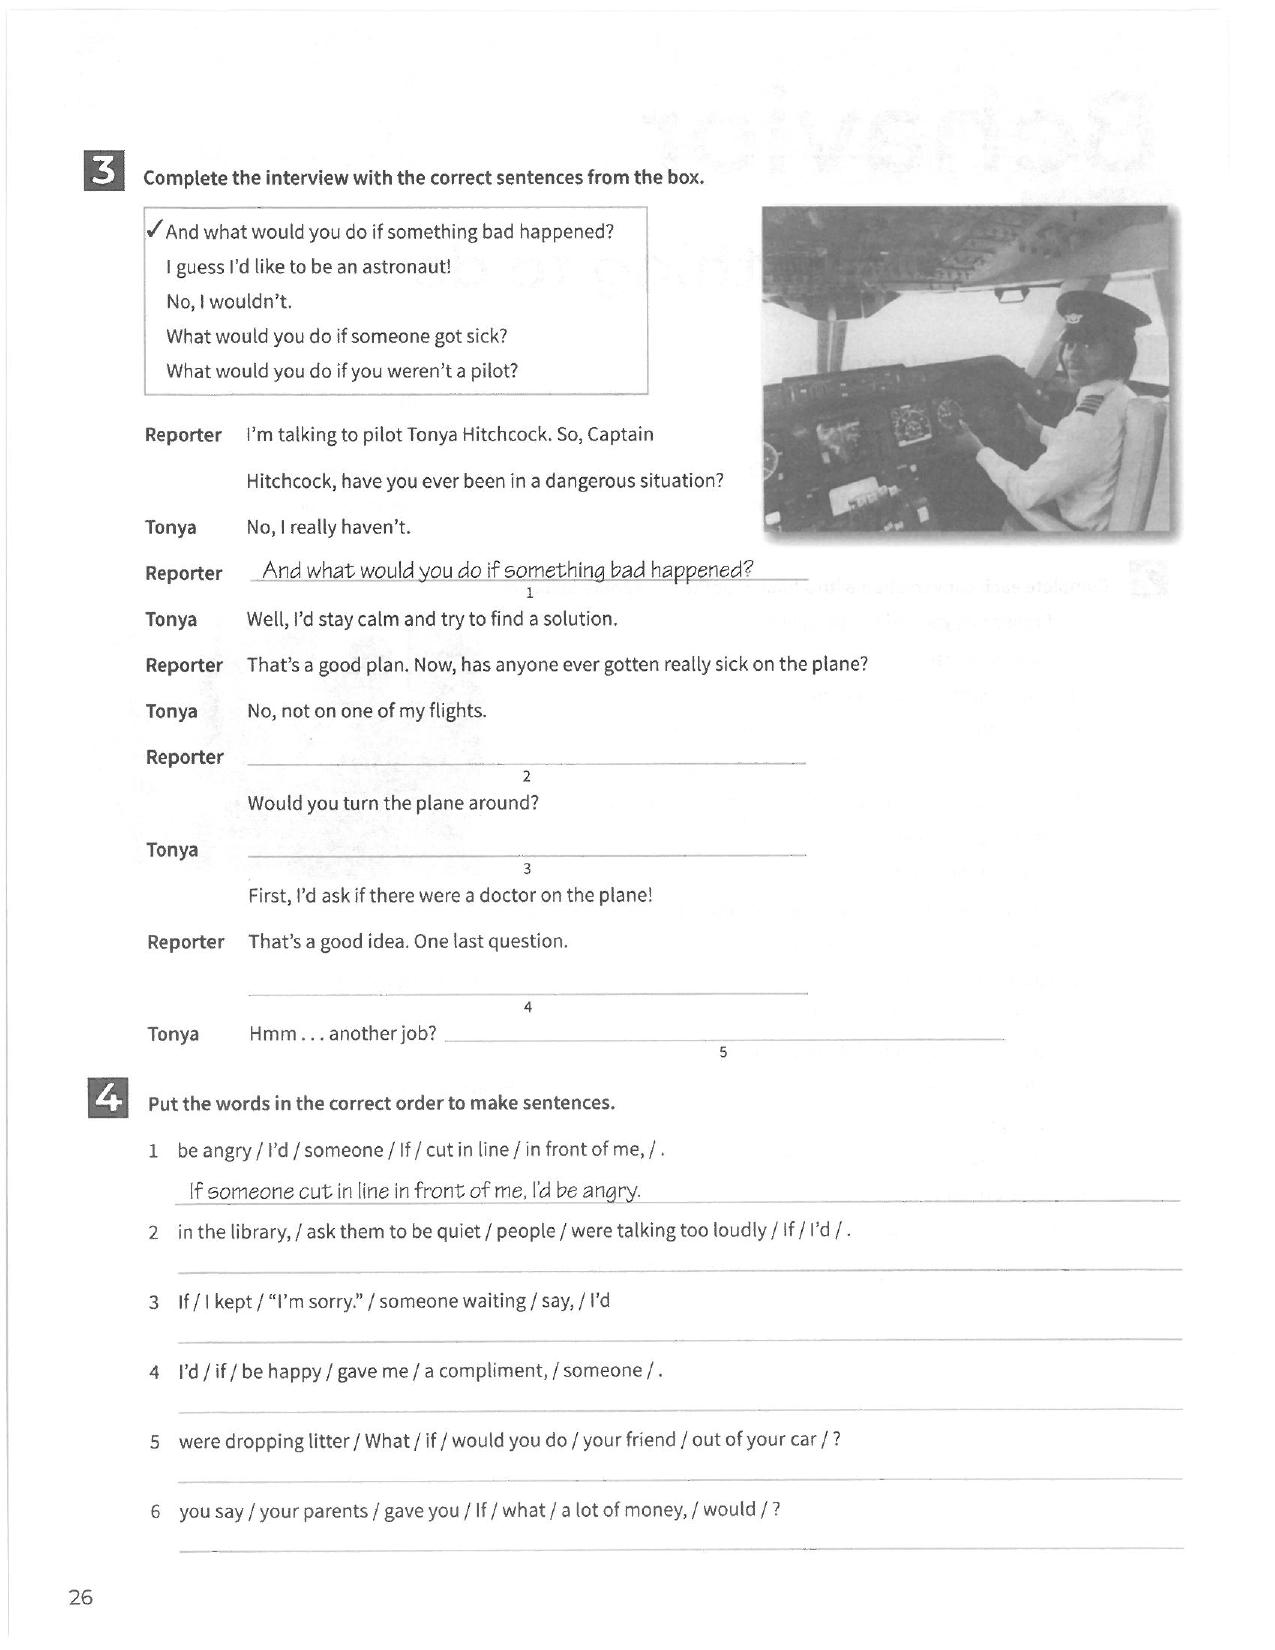 3 Complete the interview with the correct sentences from the box.
✓ And what would you do if something bad happened?
I guess I'd like to be an astronaut!
No, I wouldn't.
What would you do if someone got sick?
What would you do if you weren't a pilot?
Reporter I'm talking to pilot Tonya Hitchcock. So, Captain
Hitchcock, have you ever been in a dangerous situation?
Tonya No, I really haven't.
Reporter And what would you do if something bad happened?
1
Tonya Well, I'd stay calm and try to find a solution.
Reporter That's a good plan. Now, has anyone ever gotten really sick on the plane?
Tonya No, not on one of my flights.
Reporter
2
Would you turn the plane around?
Tonya
3
First, I'd ask if there were a doctor on the plane!
Reporter That's a good idea. One last question.
4
Tonya Hmm . . . another job?
5
4 Put the words in the correct order to make sentences.
1 be angry / I'd / someone / If / cut in line / in front of me, / .
If someone cut in line in front of me, I'd be angry.
2 in the library, / ask them to be quiet / people / were talking too loudly / If / I'd / .
3 If / I kept / “I'm sorry.” / someone waiting / say, / I'd
4 I'd / if / be happy / gave me / a compliment, / someone / .
5 were dropping litter / What / if / would you do / your friend / out of your car / ?
6 you say / your parents / gave you / If / what / a lot of money, / would / ?
26